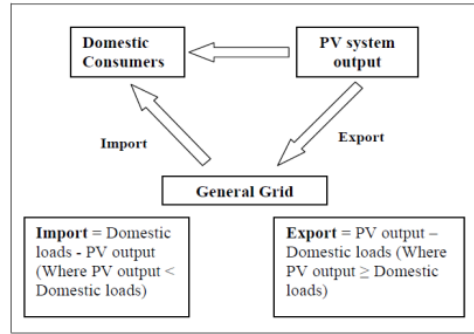 Domestic
Consumers
PV system
output
Import
Export
General Grid
Import = Domestic
loads - PV output
(Where PV output <
Domestic loads)
Export = PV output –
Domestic loads (Where
PV output ≥ Domestic
loads)